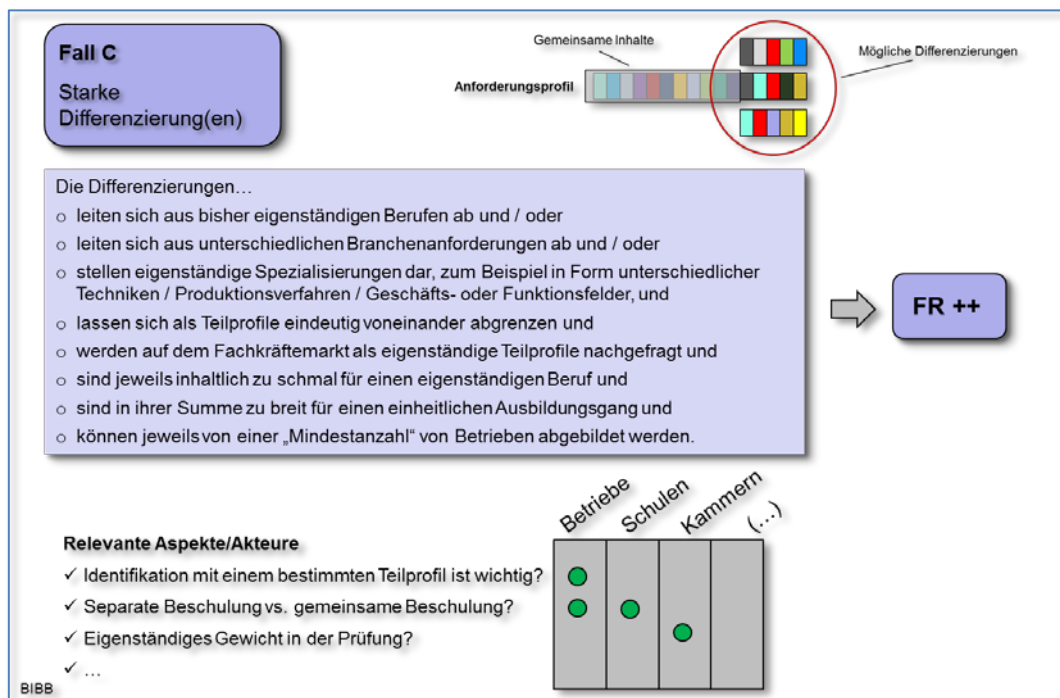 Fall C
Starke
Differenzierung(en)
Gemeinsame Inhalte
Mögliche Differenzierungen
Anforderungsprofil
Die Differenzierungen…
o leiten sich aus bisher eigenständigen Berufen ab und / oder
o leiten sich aus unterschiedlichen Branchenanforderungen ab und / oder
o stellen eigenständige Spezialisierungen dar, zum Beispiel in Form unterschiedlicher
Techniken / Produktionsverfahren / Geschäfts- oder Funktionsfelder, und
o lassen sich als Teilprofile eindeutig voneinander abgrenzen und
o werden auf dem Fachkräftemarkt als eigenständige Teilprofile nachgefragt und
o sind jeweils inhaltlich zu schmal für einen eigenständigen Beruf und
o sind in ihrer Summe zu breit für einen einheitlichen Ausbildungsgang und
o können jeweils von einer „Mindestanzahl“ von Betrieben abgebildet werden.
FR ++
Betriebe
Schulen
Kammern
(…)
Relevante Aspekte/Akteure
✓ Identifikation mit einem bestimmten Teilprofil ist wichtig?
✓ Separate Beschulung vs. gemeinsame Beschulung?
✓ Eigenständiges Gewicht in der Prüfung?
✓ …
BIBB